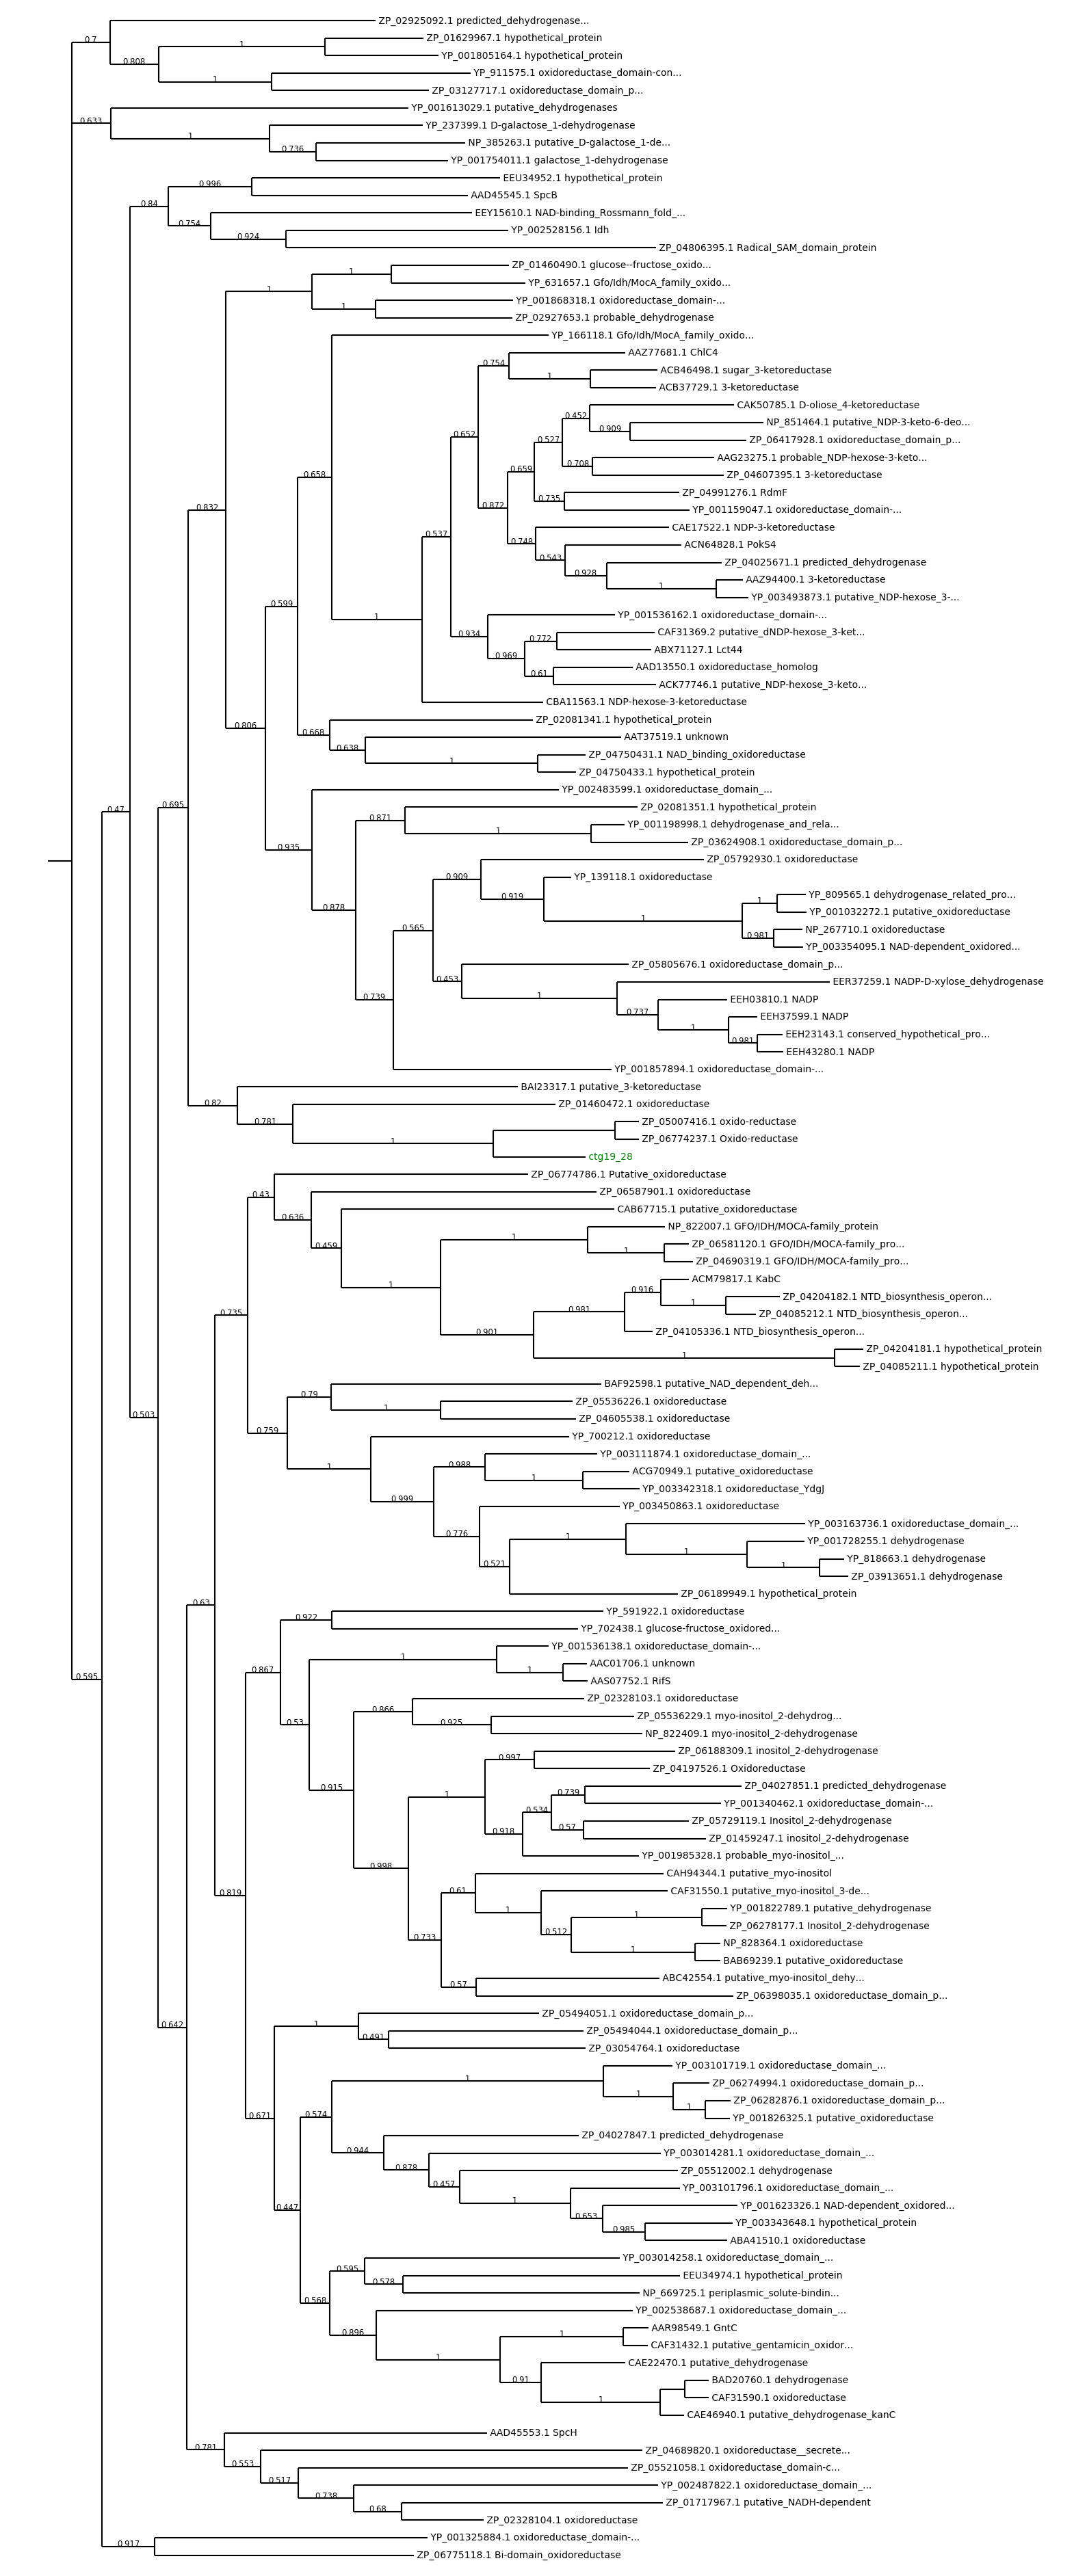 ZP_02925092.1 predicted_dehydrogenase...
0.7
ZP_01629967.1 hypothetical_protein
1
YP_001805164.1 hypothetical_protein
0.808
YP_911575.1 oxidoreductase_domain-con...
1
ZP_03127717.1 oxidoreductase_domain_p...
YP_001613029.1 putative_dehydrogenases
0.633
YP_237399.1 D-galactose_1-dehydrogenase
1
NP_385263.1 putative_D-galactose_1-de...
0.736
YP_001754011.1 galactose_1-dehydrogenase
EEU34952.1 hypothetical_protein
0.996
AAD45545.1 SpcB
0.84
EEY15610.1 NAD-binding_Rossmann_fold_...
0.754
YP_002528156.1 Idh
0.924
ZP_04806395.1 Radical_SAM_domain_protein
ZP_01460490.1 glucose--fructose_oxido...
1
YP_631657.1 Gfo/Idh/MocA_family_oxido...
1
YP_001868318.1 oxidoreductase_domain-...
1
ZP_02927653.1 probable_dehydrogenase
YP_166118.1 Gfo/Idh/MocA_family_oxido...
AAZ77681.1 ChlC4
0.754
ACB46498.1 sugar_3-ketoreductase
1
ACB37729.1 3-ketoreductase
CAK50785.1 D-oliose_4-ketoreductase
0.452
NP_851464.1 putative_NDP-3-keto-6-deo...
0.909
0.652
ZP_06417928.1 oxidoreductase_domain_p...
0.527
AAG23275.1 probable_NDP-hexose-3-keto...
0.708
0.659
ZP_04607395.1 3-ketoreductase
0.658
ZP_04991276.1 RdmF
0.735
0.872
YP_001159047.1 oxidoreductase_domain-...
0.832
CAE17522.1 NDP-3-ketoreductase
0.537
0.748
ACN64828.1 PokS4
0.543
ZP_04025671.1 predicted_dehydrogenase
0.928
AAZ94400.1 3-ketoreductase
1
YP_003493873.1 putative_NDP-hexose_3-...
0.599
YP_001536162.1 oxidoreductase_domain-...
1
CAF31369.2 putative_dNDP-hexose_3-ket...
0.934
0.772
ABX71127.1 Lct44
0.969
AAD13550.1 oxidoreductase_homolog
0.61
ACK77746.1 putative_NDP-hexose_3-keto...
CBA11563.1 NDP-hexose-3-ketoreductase
ZP_02081341.1 hypothetical_protein
0.806
0.668
AAT37519.1 unknown
0.638
ZP_04750431.1 NAD_binding_oxidoreductase
1
ZP_04750433.1 hypothetical_protein
YP_002483599.1 oxidoreductase_domain_...
0.695
ZP_02081351.1 hypothetical_protein
0.47
0.871
YP_001198998.1 dehydrogenase_and_rela...
1
ZP_03624908.1 oxidoreductase_domain_p...
0.935
ZP_05792930.1 oxidoreductase
0.909
YP_139118.1 oxidoreductase
0.919
YP_809565.1 dehydrogenase_related_pro...
1
0.878
YP_001032272.1 putative_oxidoreductase
1
NP_267710.1 oxidoreductase
0.565
0.981
YP_003354095.1 NAD-dependent_oxidored...
ZP_05805676.1 oxidoreductase_domain_p...
0.453
EER37259.1 NADP-D-xylose_dehydrogenase
1
EEH03810.1 NADP
0.739
0.737
EEH37599.1 NADP
1
EEH23143.1 conserved_hypothetical_pro...
0.981
EEH43280.1 NADP
YP_001857894.1 oxidoreductase_domain-...
BAI23317.1 putative_3-ketoreductase
0.82
ZP_01460472.1 oxidoreductase
0.781
ZP_05007416.1 oxido-reductase
ZP_06774237.1 Oxido-reductase
1
ctg19_28
ZP_06774786.1 Putative_oxidoreductase
0.43
ZP_06587901.1 oxidoreductase
0.636
CAB67715.1 putative_oxidoreductase
NP_822007.1 GFO/IDH/MOCA-family_protein
0.459
1
ZP_06581120.1 GFO/IDH/MOCA-family_pro...
1
ZP_04690319.1 GFO/IDH/MOCA-family_pro...
1
ACM79817.1 KabC
0.916
ZP_04204182.1 NTD_biosynthesis_operon...
1
0.735
0.981
ZP_04085212.1 NTD_biosynthesis_operon...
0.901
ZP_04105336.1 NTD_biosynthesis_operon...
ZP_04204181.1 hypothetical_protein
1
ZP_04085211.1 hypothetical_protein
BAF92598.1 putative_NAD_dependent_deh...
0.79
ZP_05536226.1 oxidoreductase
1
0.503
ZP_04605538.1 oxidoreductase
0.759
YP_700212.1 oxidoreductase
YP_003111874.1 oxidoreductase_domain_...
1
0.988
ACG70949.1 putative_oxidoreductase
1
YP_003342318.1 oxidoreductase_YdgJ
0.999
YP_003450863.1 oxidoreductase
YP_003163736.1 oxidoreductase_domain_...
0.776
1
YP_001728255.1 dehydrogenase
1
YP_818663.1 dehydrogenase
0.521
1
ZP_03913651.1 dehydrogenase
ZP_06189949.1 hypothetical_protein
0.63
YP_591922.1 oxidoreductase
0.922
YP_702438.1 glucose-fructose_oxidored...
YP_001536138.1 oxidoreductase_domain-...
1
AAC01706.1 unknown
0.867
1
0.595
AAS07752.1 RifS
ZP_02328103.1 oxidoreductase
0.866
ZP_05536229.1 myo-inositol_2-dehydrog...
0.53
0.925
NP_822409.1 myo-inositol_2-dehydrogenase
ZP_06188309.1 inositol_2-dehydrogenase
0.997
ZP_04197526.1 Oxidoreductase
0.915
ZP_04027851.1 predicted_dehydrogenase
1
0.739
YP_001340462.1 oxidoreductase_domain-...
0.534
ZP_05729119.1 Inositol_2-dehydrogenase
0.918
0.57
ZP_01459247.1 inositol_2-dehydrogenase
YP_001985328.1 probable_myo-inositol_...
0.998
CAH94344.1 putative_myo-inositol
0.819
0.61
CAF31550.1 putative_myo-inositol_3-de...
1
YP_001822789.1 putative_dehydrogenase
1
ZP_06278177.1 Inositol_2-dehydrogenase
0.512
0.733
NP_828364.1 oxidoreductase
1
BAB69239.1 putative_oxidoreductase
ABC42554.1 putative_myo-inositol_dehy...
0.57
ZP_06398035.1 oxidoreductase_domain_p...
ZP_05494051.1 oxidoreductase_domain_p...
0.642
1
ZP_05494044.1 oxidoreductase_domain_p...
0.491
ZP_03054764.1 oxidoreductase
YP_003101719.1 oxidoreductase_domain_...
1
ZP_06274994.1 oxidoreductase_domain_p...
1
ZP_06282876.1 oxidoreductase_domain_p...
1
0.671
0.574
YP_001826325.1 putative_oxidoreductase
ZP_04027847.1 predicted_dehydrogenase
0.944
YP_003014281.1 oxidoreductase_domain_...
0.878
ZP_05512002.1 dehydrogenase
0.457
YP_003101796.1 oxidoreductase_domain_...
1
0.447
YP_001623326.1 NAD-dependent_oxidored...
0.653
YP_003343648.1 hypothetical_protein
0.985
ABA41510.1 oxidoreductase
YP_003014258.1 oxidoreductase_domain_...
0.595
EEU34974.1 hypothetical_protein
0.578
NP_669725.1 periplasmic_solute-bindin...
0.568
YP_002538687.1 oxidoreductase_domain_...
AAR98549.1 GntC
0.896
1
CAF31432.1 putative_gentamicin_oxidor...
1
CAE22470.1 putative_dehydrogenase
0.91
BAD20760.1 dehydrogenase
CAF31590.1 oxidoreductase
1
CAE46940.1 putative_dehydrogenase_kanC
AAD45553.1 SpcH
0.781
ZP_04689820.1 oxidoreductase__secrete...
0.553
ZP_05521058.1 oxidoreductase_domain-c...
0.517
YP_002487822.1 oxidoreductase_domain_...
0.738
ZP_01717967.1 putative_NADH-dependent
0.68
ZP_02328104.1 oxidoreductase
YP_001325884.1 oxidoreductase_domain-...
0.917
ZP_06775118.1 Bi-domain_oxidoreductase